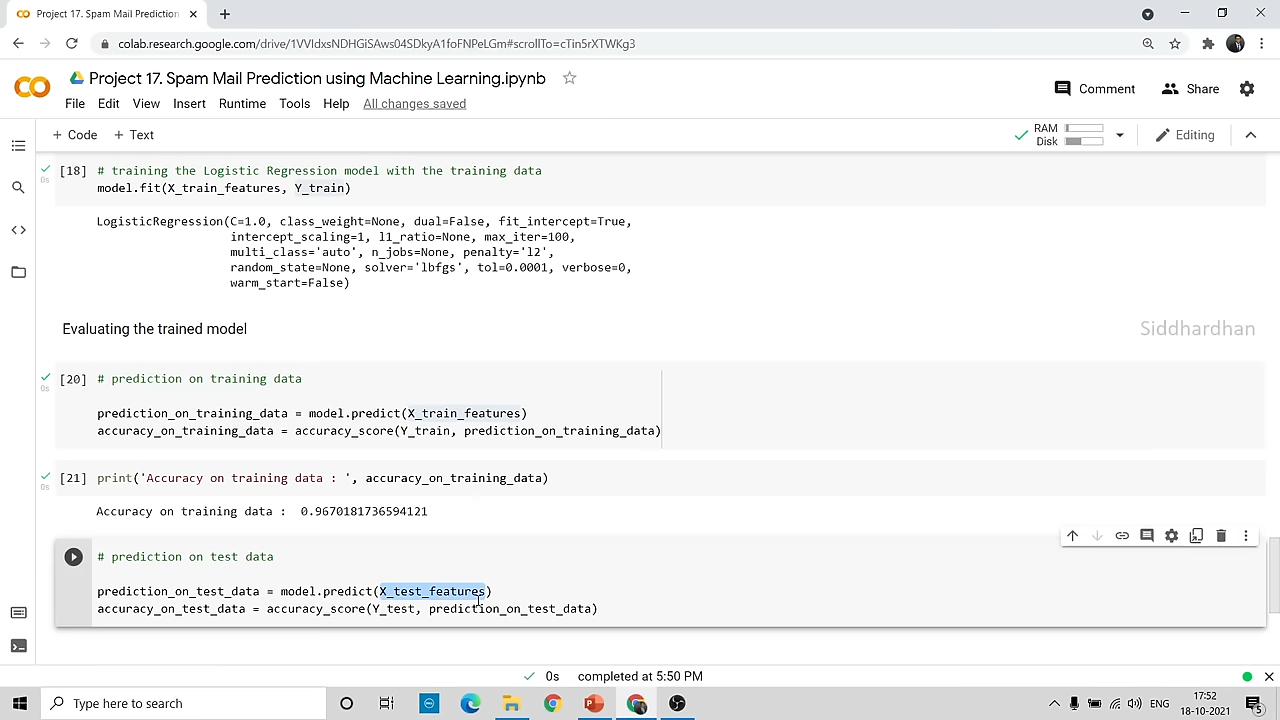 Project 17. Spam Mail Prediction
colab.research.google.com/drive/1VVIdxsNDHGiSAws04SDkyA1foFNPeLGm#scrollTo=cTin5rXTWKg3
Project 17. Spam Mail Prediction using Machine Learning.ipynb
Comment
Share
File Edit View Insert Runtime Tools Help All changes saved
+ Code + Text
RAM
Disk
Editing
[18] # training the Logistic Regression model with the training data
0s
model.fit(X_train_features, Y_train)
LogisticRegression(C=1.0, class_weight=None, dual=False, fit_intercept=True,
intercept_scaling=1, l1_ratio=None, max_iter=100,
multi_class='auto', n_jobs=None, penalty='l2',
random_state=None, solver='lbfgs', tol=0.0001, verbose=0,
warm_start=False)
Evaluating the trained model
Siddhardhan
[20] # prediction on training data
0s
prediction_on_training_data = model.predict(X_train_features)
accuracy_on_training_data = accuracy_score(Y_train, prediction_on_training_data)
[21] print('Accuracy on training data : ', accuracy_on_training_data)
0s
Accuracy on training data : 0.9670181736594121
# prediction on test data
prediction_on_test_data = model.predict(X_test_features)
accuracy_on_test_data = accuracy_score(Y_test, prediction_on_test_data)
0s completed at 5:50 PM
Type here to search
ENG
17:52
18-10-2021
5